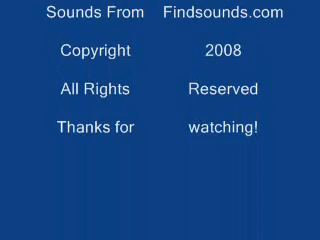 Sounds From Findsounds.com
Copyright 2008
All Rights Reserved
Thanks for watching!